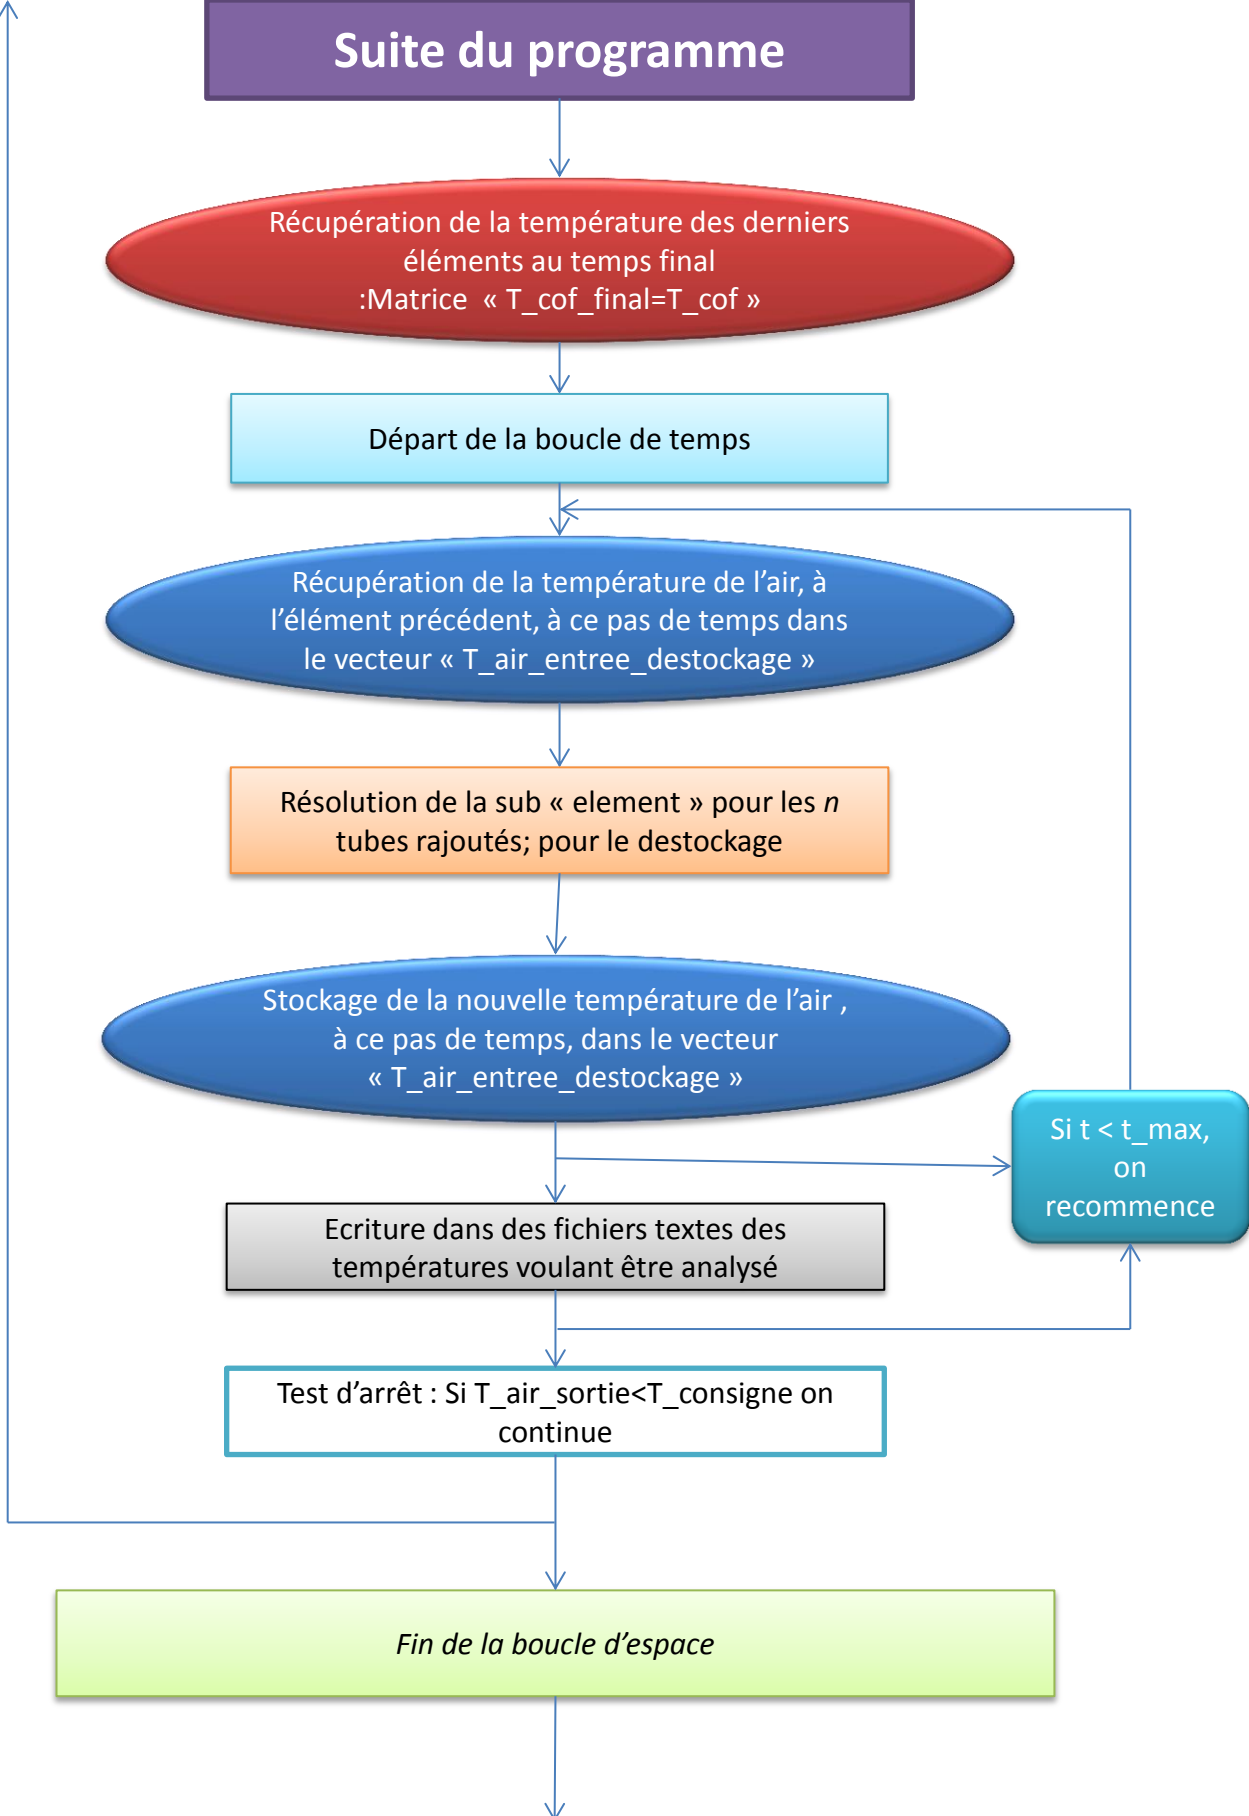 Suite du programme
Récupération de la température des derniers
éléments au temps final
:Matrice « T_cof_final=T_cof »
Départ de la boucle de temps
Récupération de la température de l’air, à
l’élément précédent, à ce pas de temps dans
le vecteur « T_air_entree_destockage »
Résolution de la sub « element » pour les n
tubes rajoutés; pour le destockage
Stockage de la nouvelle température de l’air ,
à ce pas de temps, dans le vecteur
« T_air_entree_destockage »
Si t < t_max,
on
recommence
Ecriture dans des fichiers textes des
températures voulant être analysé
Test d’arrêt : Si T_air_sortie<T_consigne on
continue
Fin de la boucle d’espace